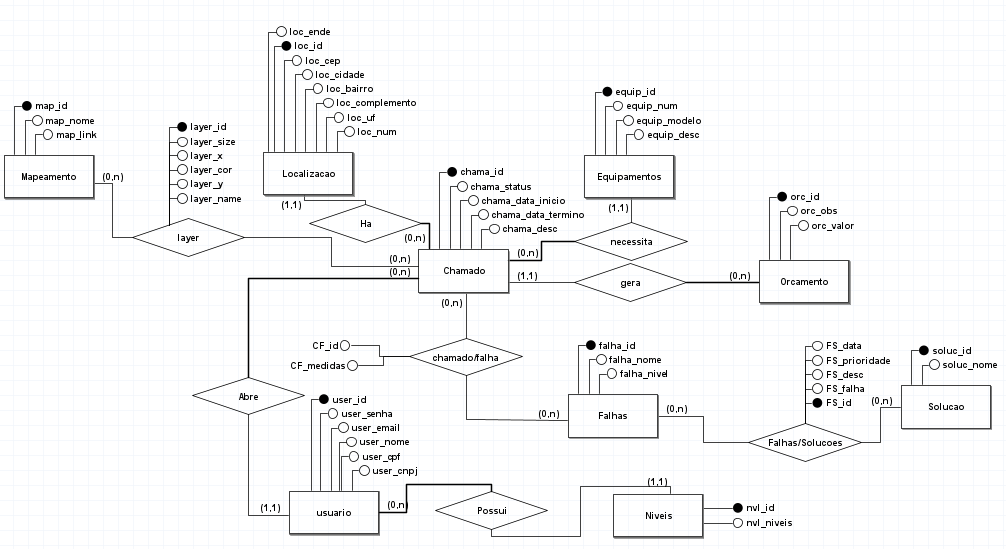 loc_ende
loc_id
loc_cep
loc_cidade
loc_bairro
loc_complemento
loc_uf
loc_num
Localizacao
(1,1)
map_id
map_nome
map_link
Mapeamento
(0,n)
layer_id
layer_size
layer_x
layer_cor
layer_y
layer_name
layer
(0,n)
Ha
(0,n)
chama_id
chama_status
chama_data_inicio
chama_data_termino
chama_desc
Chamado
equip_id
equip_num
equip_modelo
equip_desc
Equipamentos
(1,1)
necessita
(0,n)
orc_id
orc_obs
orc_valor
Orcamento
(0,n)
gera
(1,1)
(0,n)
(0,n)
CF_id
CF_medidas
chamado/falha
(0,n)
falha_id
falha_nome
falha_nivel
Falhas
(0,n)
FS_data
FS_prioridade
FS_desc
FS_falha
FS_id
Falhas/Solucoes
(0,n)
soluc_id
soluc_nome
Solucao
Abre
(1,1)
user_id
user_senha
user_email
user_nome
user_cpf
user_cnpj
usuario
(0,n)
Possui
(1,1)
Niveis
nvl_id
nvl_niveis